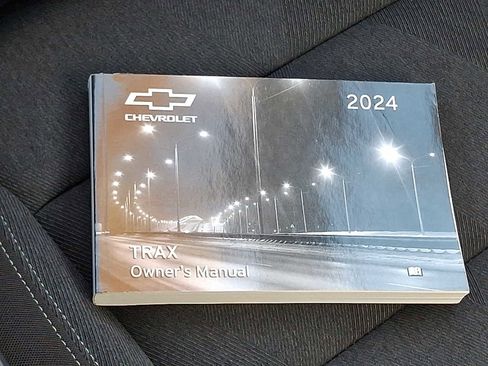 2024
CHEVROLET
TRAX
Owner's Manual